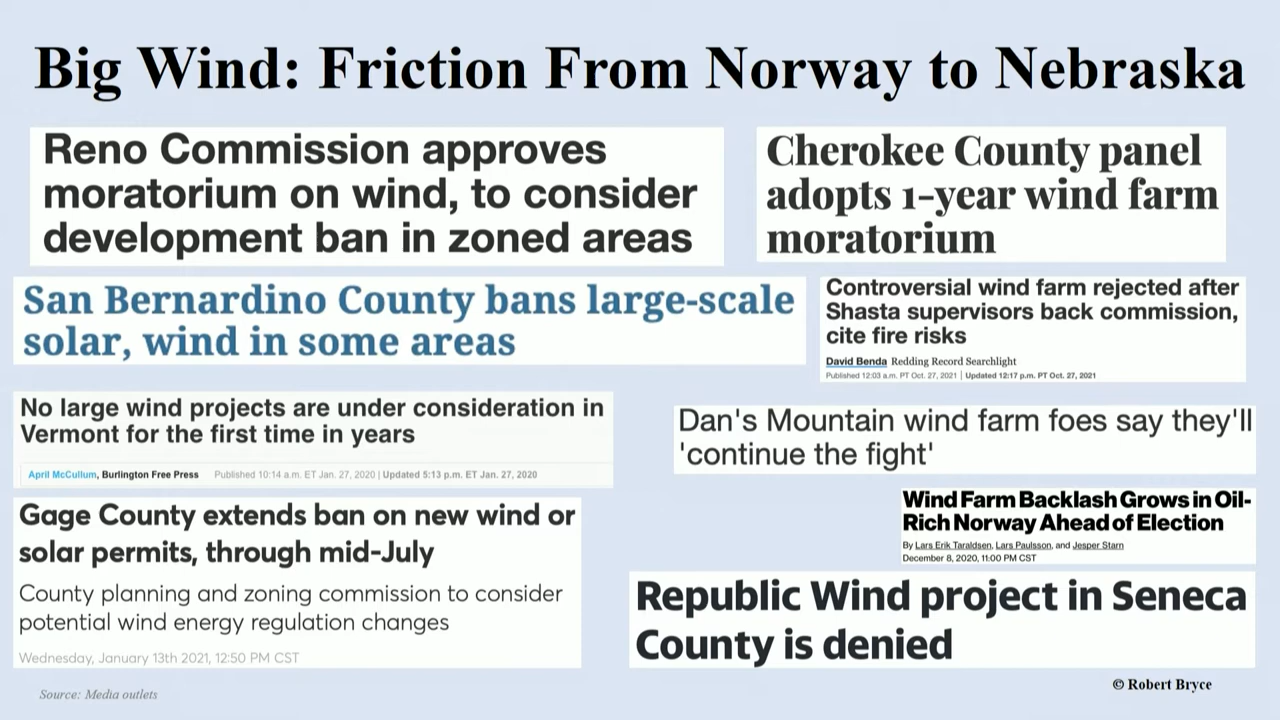 Big Wind: Friction From Norway to Nebraska
Reno Commission approves
moratorium on wind, to consider
development ban in zoned areas
Cherokee County panel
adopts 1-year wind farm
moratorium
San Bernardino County bans large-scale
solar, wind in some areas
Controversial wind farm rejected after
Shasta supervisors back commission,
cite fire risks
David Benda Redding Record Searchlight
Published 12:03 a.m. PT Oct. 27, 2021 | Updated 12:17 p.m. PT Oct. 27, 2021
No large wind projects are under consideration in
Vermont for the first time in years
April McCullum, Burlington Free Press Published 10:14 a.m. ET Jan. 27, 2020 | Updated 5:13 p.m. ET Jan. 27, 2020
Dan's Mountain wind farm foes say they'll
'continue the fight'
Gage County extends ban on new wind or
solar permits, through mid-July
County planning and zoning commission to consider
potential wind energy regulation changes
Wednesday, January 13th 2021, 12:50 PM CST
Wind Farm Backlash Grows in Oil-
Rich Norway Ahead of Election
By Lars Erik Taraldsen, Lars Paulsson, and Jesper Starn
December 8, 2020, 11:00 PM CST
Republic Wind project in Seneca
County is denied
Source: Media outlets
© Robert Bryce